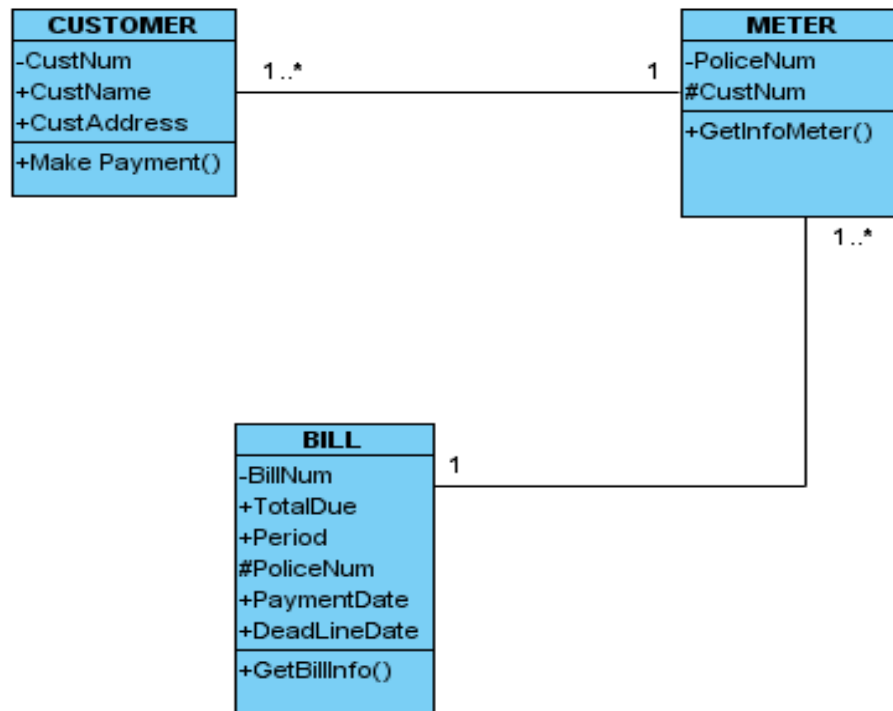 CUSTOMER
-CustNum
+CustName
+CustAddress
+Make Payment()
1..*
1
METER
-PoliceNum
#CustNum
+GetInfoMeter()
1..*
BILL
-BillNum
+TotalDue
+Period
#PoliceNum
+PaymentDate
+DeadLineDate
+GetBillInfo()
1